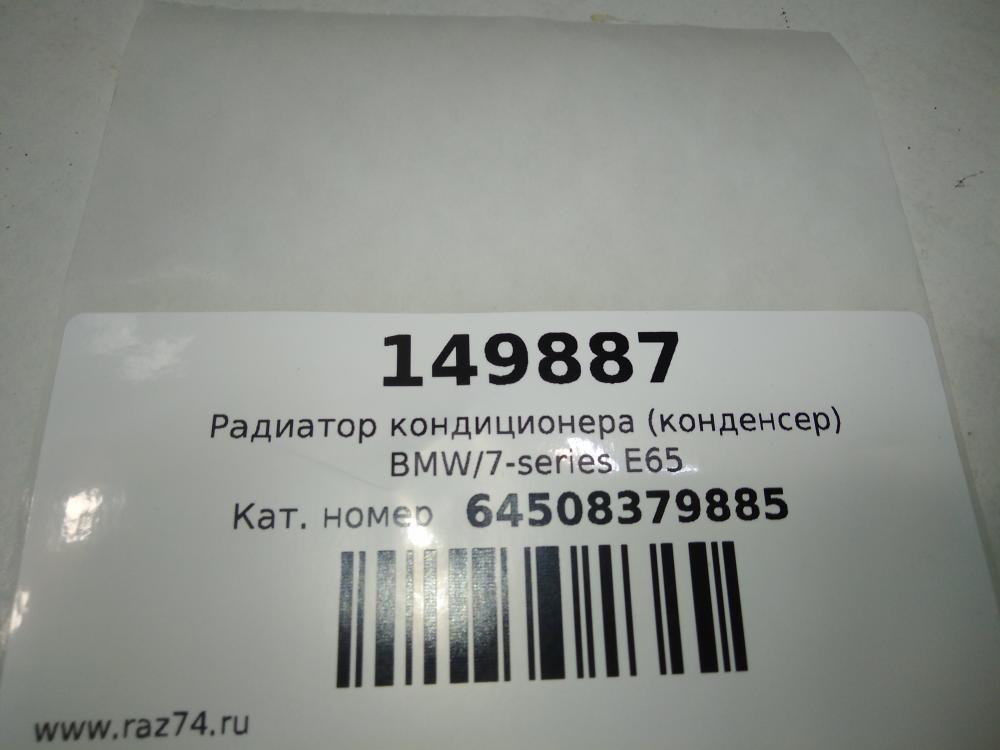 149887
Радиатор кондиционера (конденсер)
BMW/7-series E65
Кат. номер 64508379885
www.raz74.ru